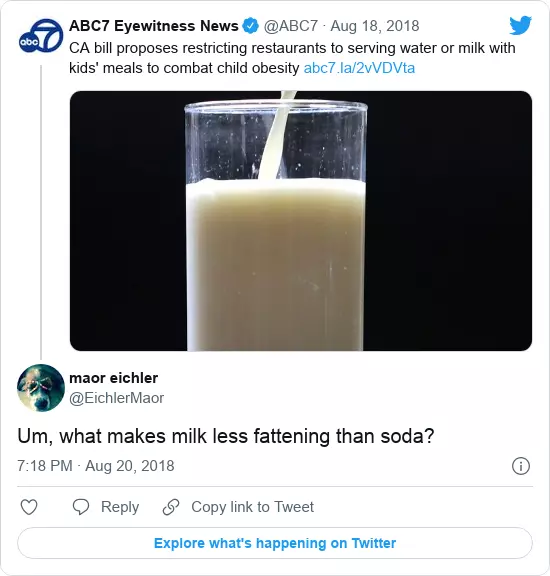 ABC7 Eyewitness News @ABC7 · Aug 18, 2018
CA bill proposes restricting restaurants to serving water or milk with
kids' meals to combat child obesity abc7.la/2vVDVta
abc 7
maor eichler
@EichlerMaor
Um, what makes milk less fattening than soda?
7:18 PM · Aug 20, 2018
Reply
Copy link to Tweet
Explore what's happening on Twitter